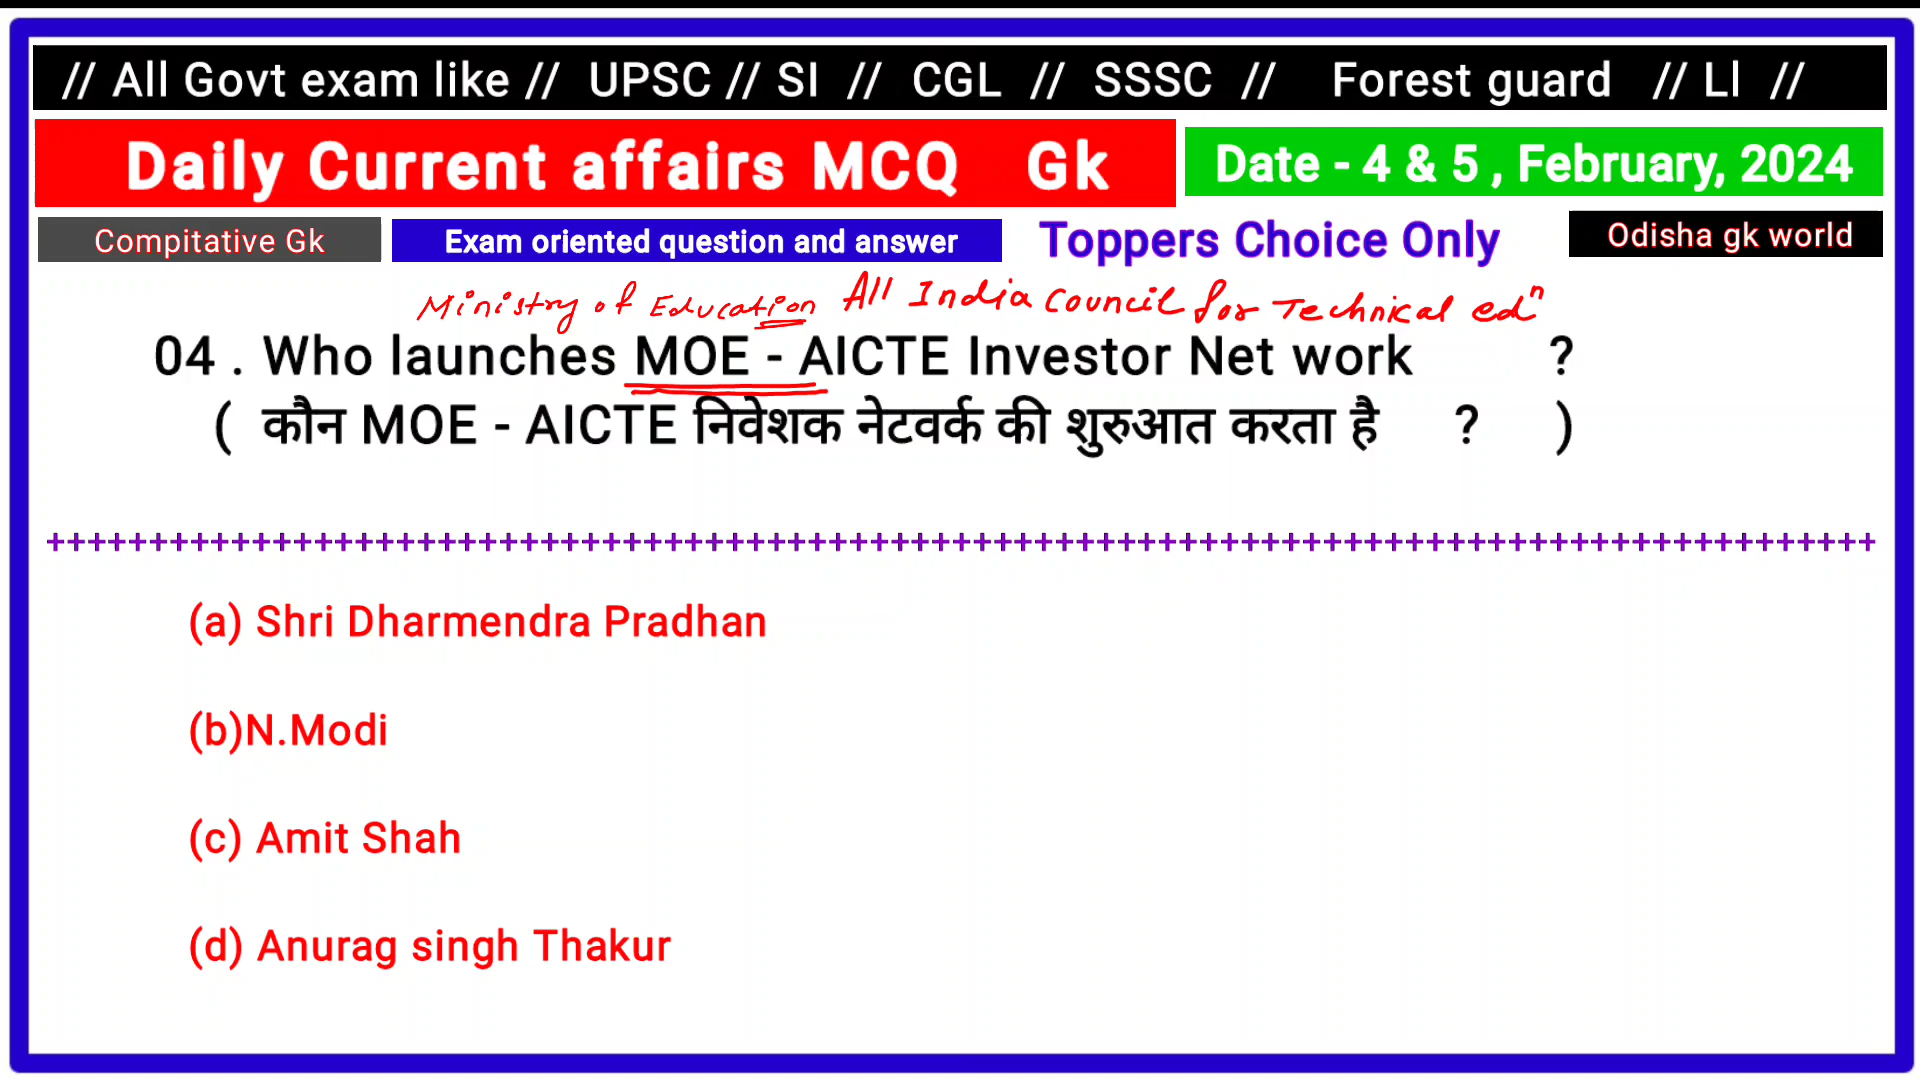 // All Govt exam like // UPSC // SI // CGL // SSSC // Forest guard // Ll //
Daily Current affairs MCQ Gk
Date - 4 & 5 , February, 2024
Compitative Gk
Exam oriented question and answer
Toppers Choice Only
Odisha gk world
Ministry of Education All India Council for Technical edⁿ
04 . Who launches MOE - AICTE Investor Net work ?
( कौन MOE - AICTE निवेशक नेटवर्क की शुरुआत करता है ? )
++++++++++++++++++++++++++++++++++++++++++++++++++++++++++++++++++++++++++++++++++++++++
(a) Shri Dharmendra Pradhan
(b)N.Modi
(c) Amit Shah
(d) Anurag singh Thakur